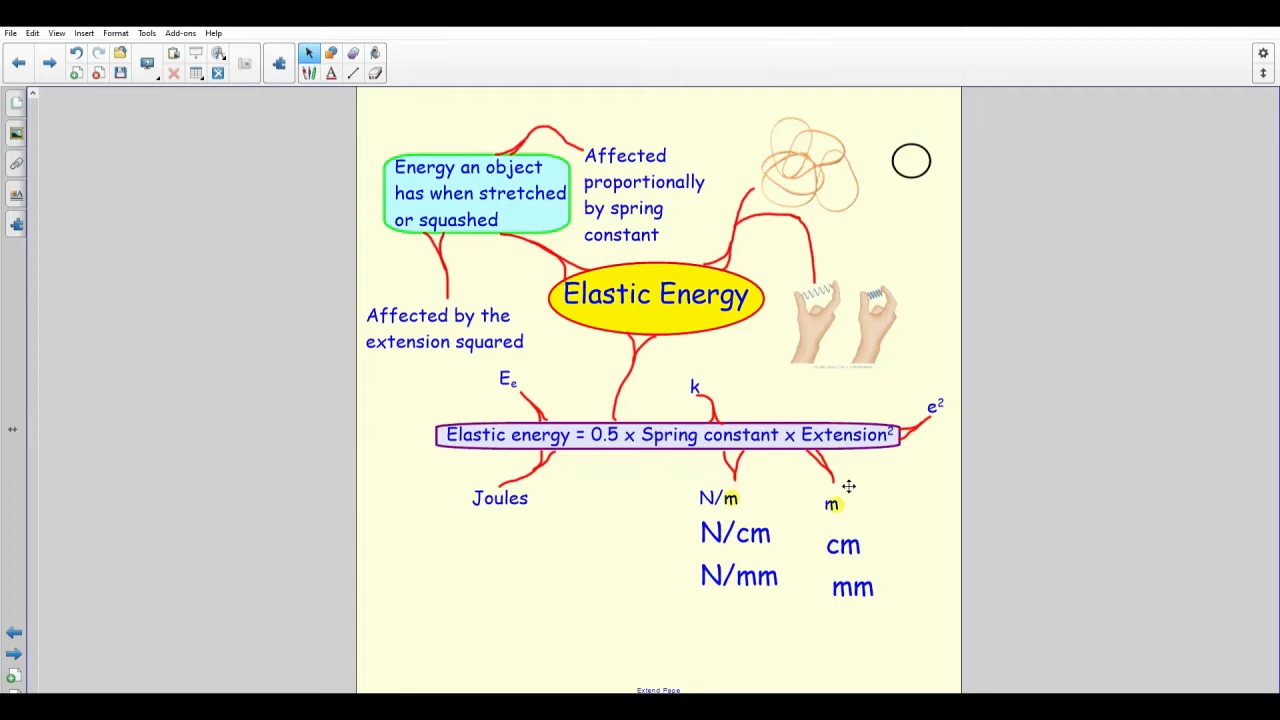 File Edit View Insert Format Tools Add-ons Help
Energy an object
has when stretched
or squashed
Affected
proportionally
by spring
constant
Elastic Energy
Affected by the
extension squared
Eₑ
k
e²
Elastic energy = 0.5 x Spring constant x Extension²
Joules
N/m
m
N/cm
cm
N/mm
mm
Extend Page